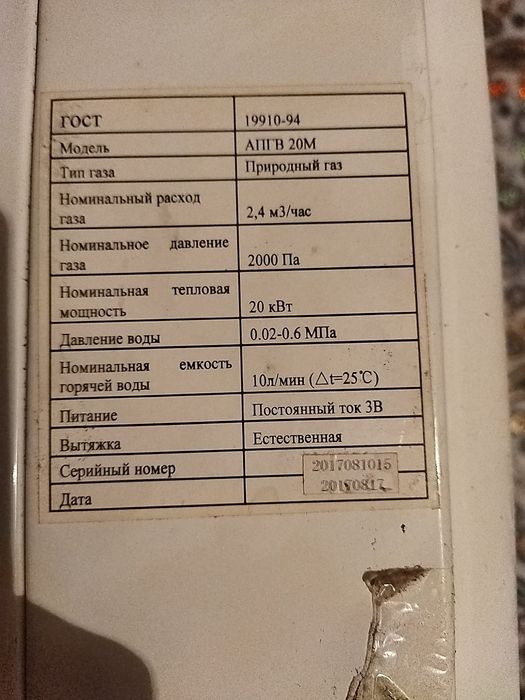 ГОСТ 19910-94
Модель АПГВ 20М
Тип газа Природный газ
Номинальный расход
газа 2,4 м3/час
Номинальное давление
газа 2000 Па
Номинальная тепловая
мощность 20 кВт
Давление воды 0.02-0.6 МПа
Номинальная емкость
горячей воды 10л/мин (△t=25℃)
Питание Постоянный ток 3В
Вытяжка Естественная
Серийный номер 2017081015
Дата 20170817